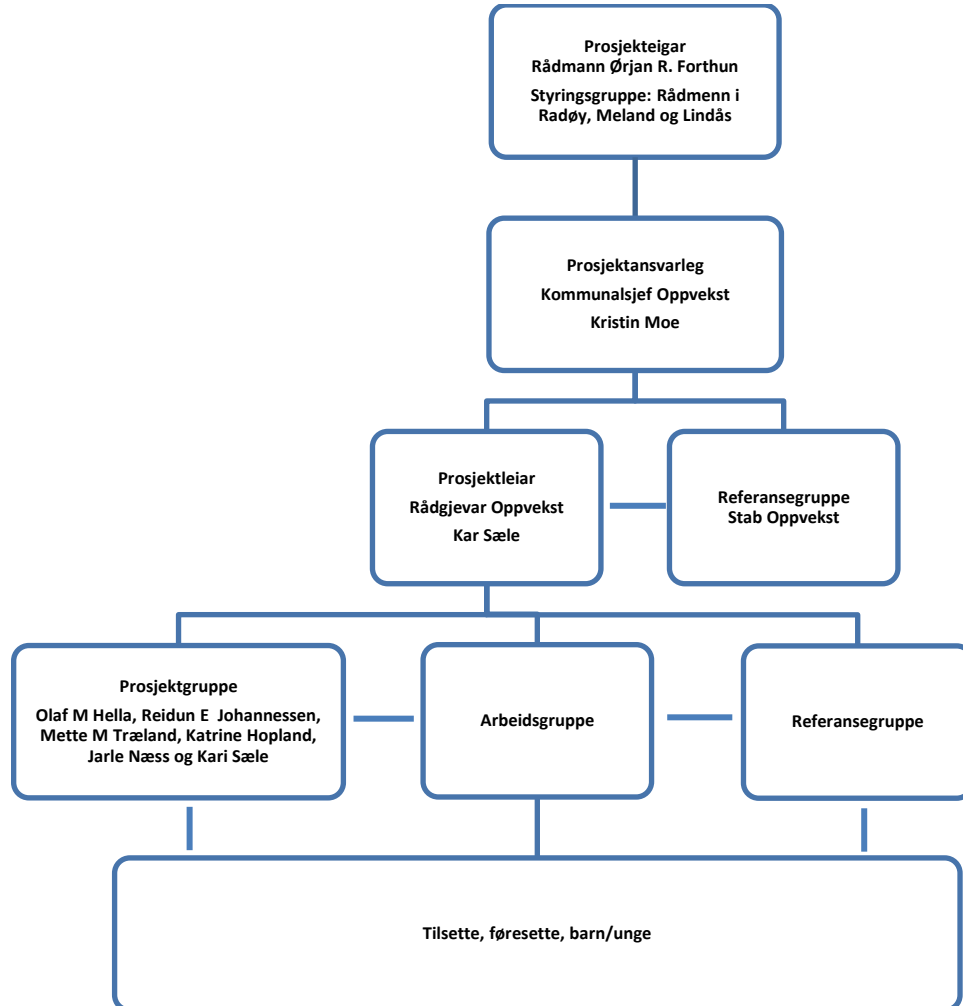 Prosjekteigar
Rådmann Ørjan R. Forthun
Styringsgruppe: Rådmenn i
Radøy, Meland og Lindås
Prosjektansvarleg
Kommunalsjef Oppvekst
Kristin Moe
Prosjektleiar
Rådgjevar Oppvekst
Kar Sæle
Referansegruppe
Stab Oppvekst
Prosjektgruppe
Olaf M Hella, Reidun E Johannessen,
Mette M Træland, Katrine Hopland,
Jarle Næss og Kari Sæle
Arbeidsgruppe
Referansegruppe
Tilsette, føresette, barn/unge